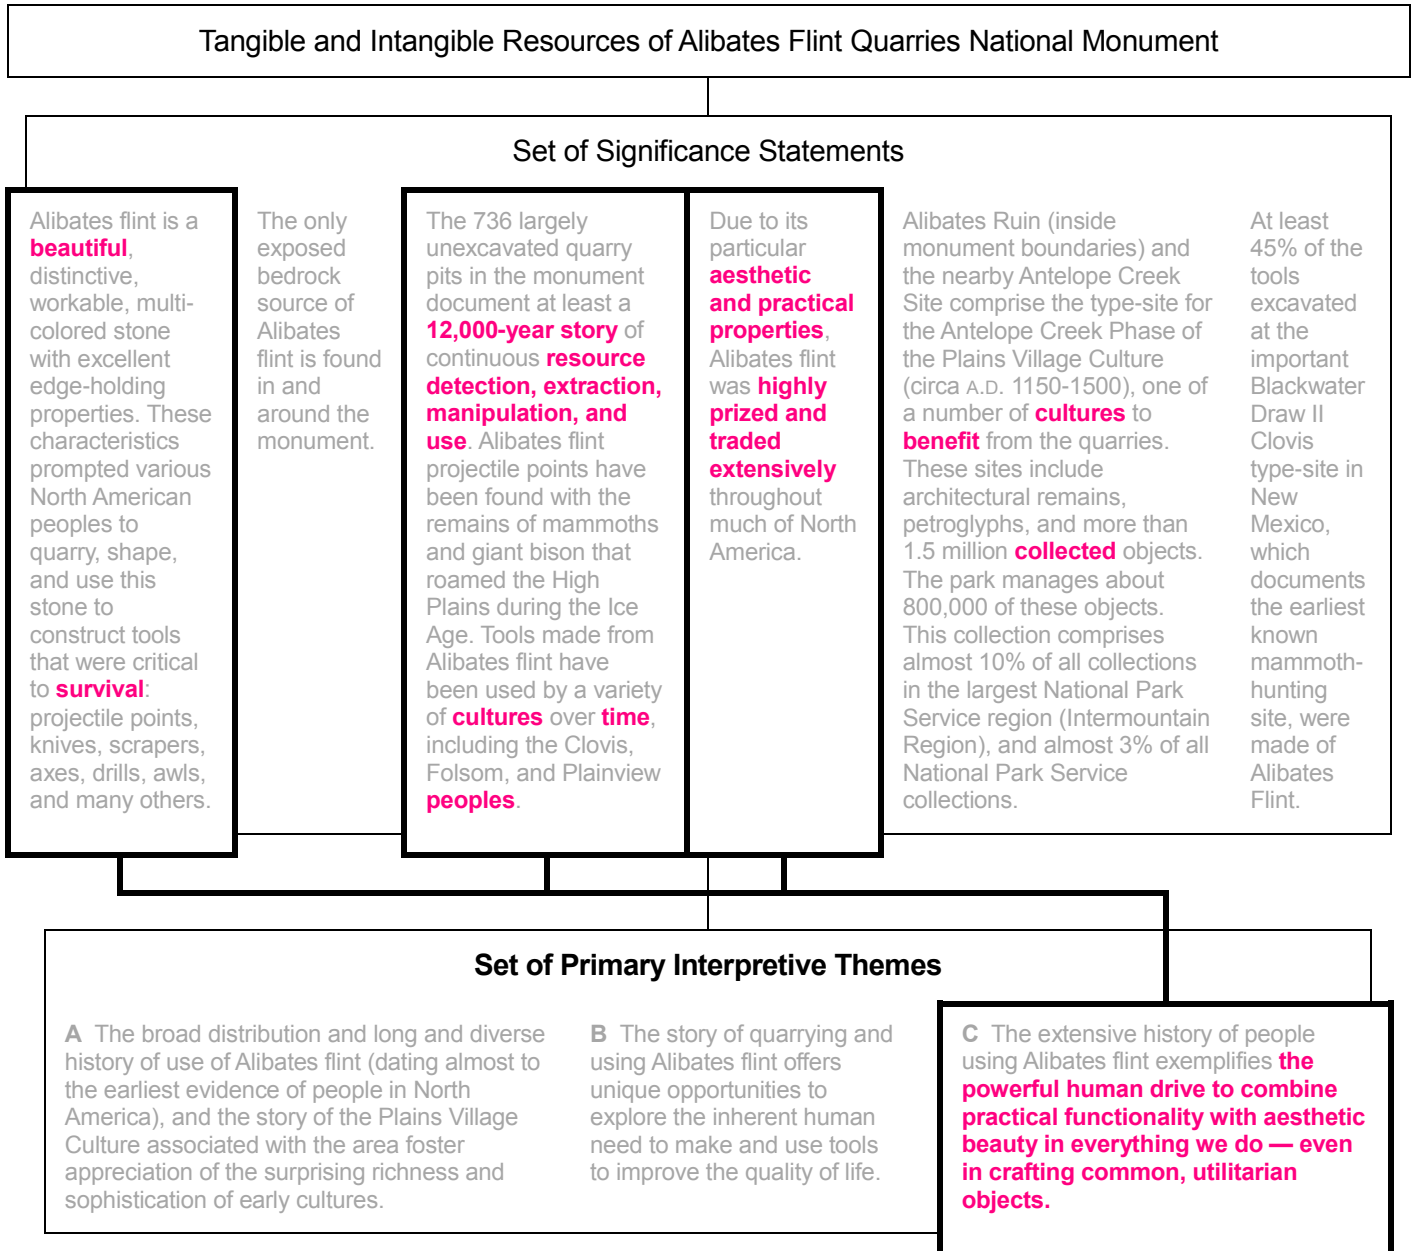 Tangible and Intangible Resources of Alibates Flint Quarries National Monument
Set of Significance Statements
Alibates flint is a
beautiful,
distinctive,
workable, multi-
colored stone
with excellent
edge-holding
properties. These
characteristics
prompted various
North American
peoples to
quarry, shape,
and use this
stone to
construct tools
that were critical
to survival:
projectile points,
knives, scrapers,
axes, drills, awls,
and many others.
The only
exposed
bedrock
source of
Alibates
flint is found
in and
around the
monument.
The 736 largely
unexcavated quarry
pits in the monument
document at least a
12,000-year story of
continuous resource
detection, extraction,
manipulation, and
use. Alibates flint
projectile points have
been found with the
remains of mammoths
and giant bison that
roamed the High
Plains during the Ice
Age. Tools made from
Alibates flint have
been used by a variety
of cultures over time,
including the Clovis,
Folsom, and Plainview
peoples.
Due to its
particular
aesthetic
and practical
properties,
Alibates flint
was highly
prized and
traded
extensively
throughout
much of North
America.
Alibates Ruin (inside
monument boundaries) and
the nearby Antelope Creek
Site comprise the type-site for
the Antelope Creek Phase of
the Plains Village Culture
(circa A.D. 1150-1500), one of
a number of cultures to
benefit from the quarries.
These sites include
architectural remains,
petroglyphs, and more than
1.5 million collected objects.
The park manages about
800,000 of these objects.
This collection comprises
almost 10% of all collections
in the largest National Park
Service region (Intermountain
Region), and almost 3% of all
National Park Service
collections.
At least
45% of the
tools
excavated
at the
important
Blackwater
Draw II
Clovis
type-site in
New
Mexico,
which
documents
the earliest
known
mammoth-
hunting
site, were
made of
Alibates
Flint.
Set of Primary Interpretive Themes
A The broad distribution and long and diverse
history of use of Alibates flint (dating almost to
the earliest evidence of people in North
America), and the story of the Plains Village
Culture associated with the area foster
appreciation of the surprising richness and
sophistication of early cultures.
B The story of quarrying and
using Alibates flint offers
unique opportunities to
explore the inherent human
need to make and use tools
to improve the quality of life.
C The extensive history of people
using Alibates flint exemplifies the
powerful human drive to combine
practical functionality with aesthetic
beauty in everything we do — even
in crafting common, utilitarian
objects.